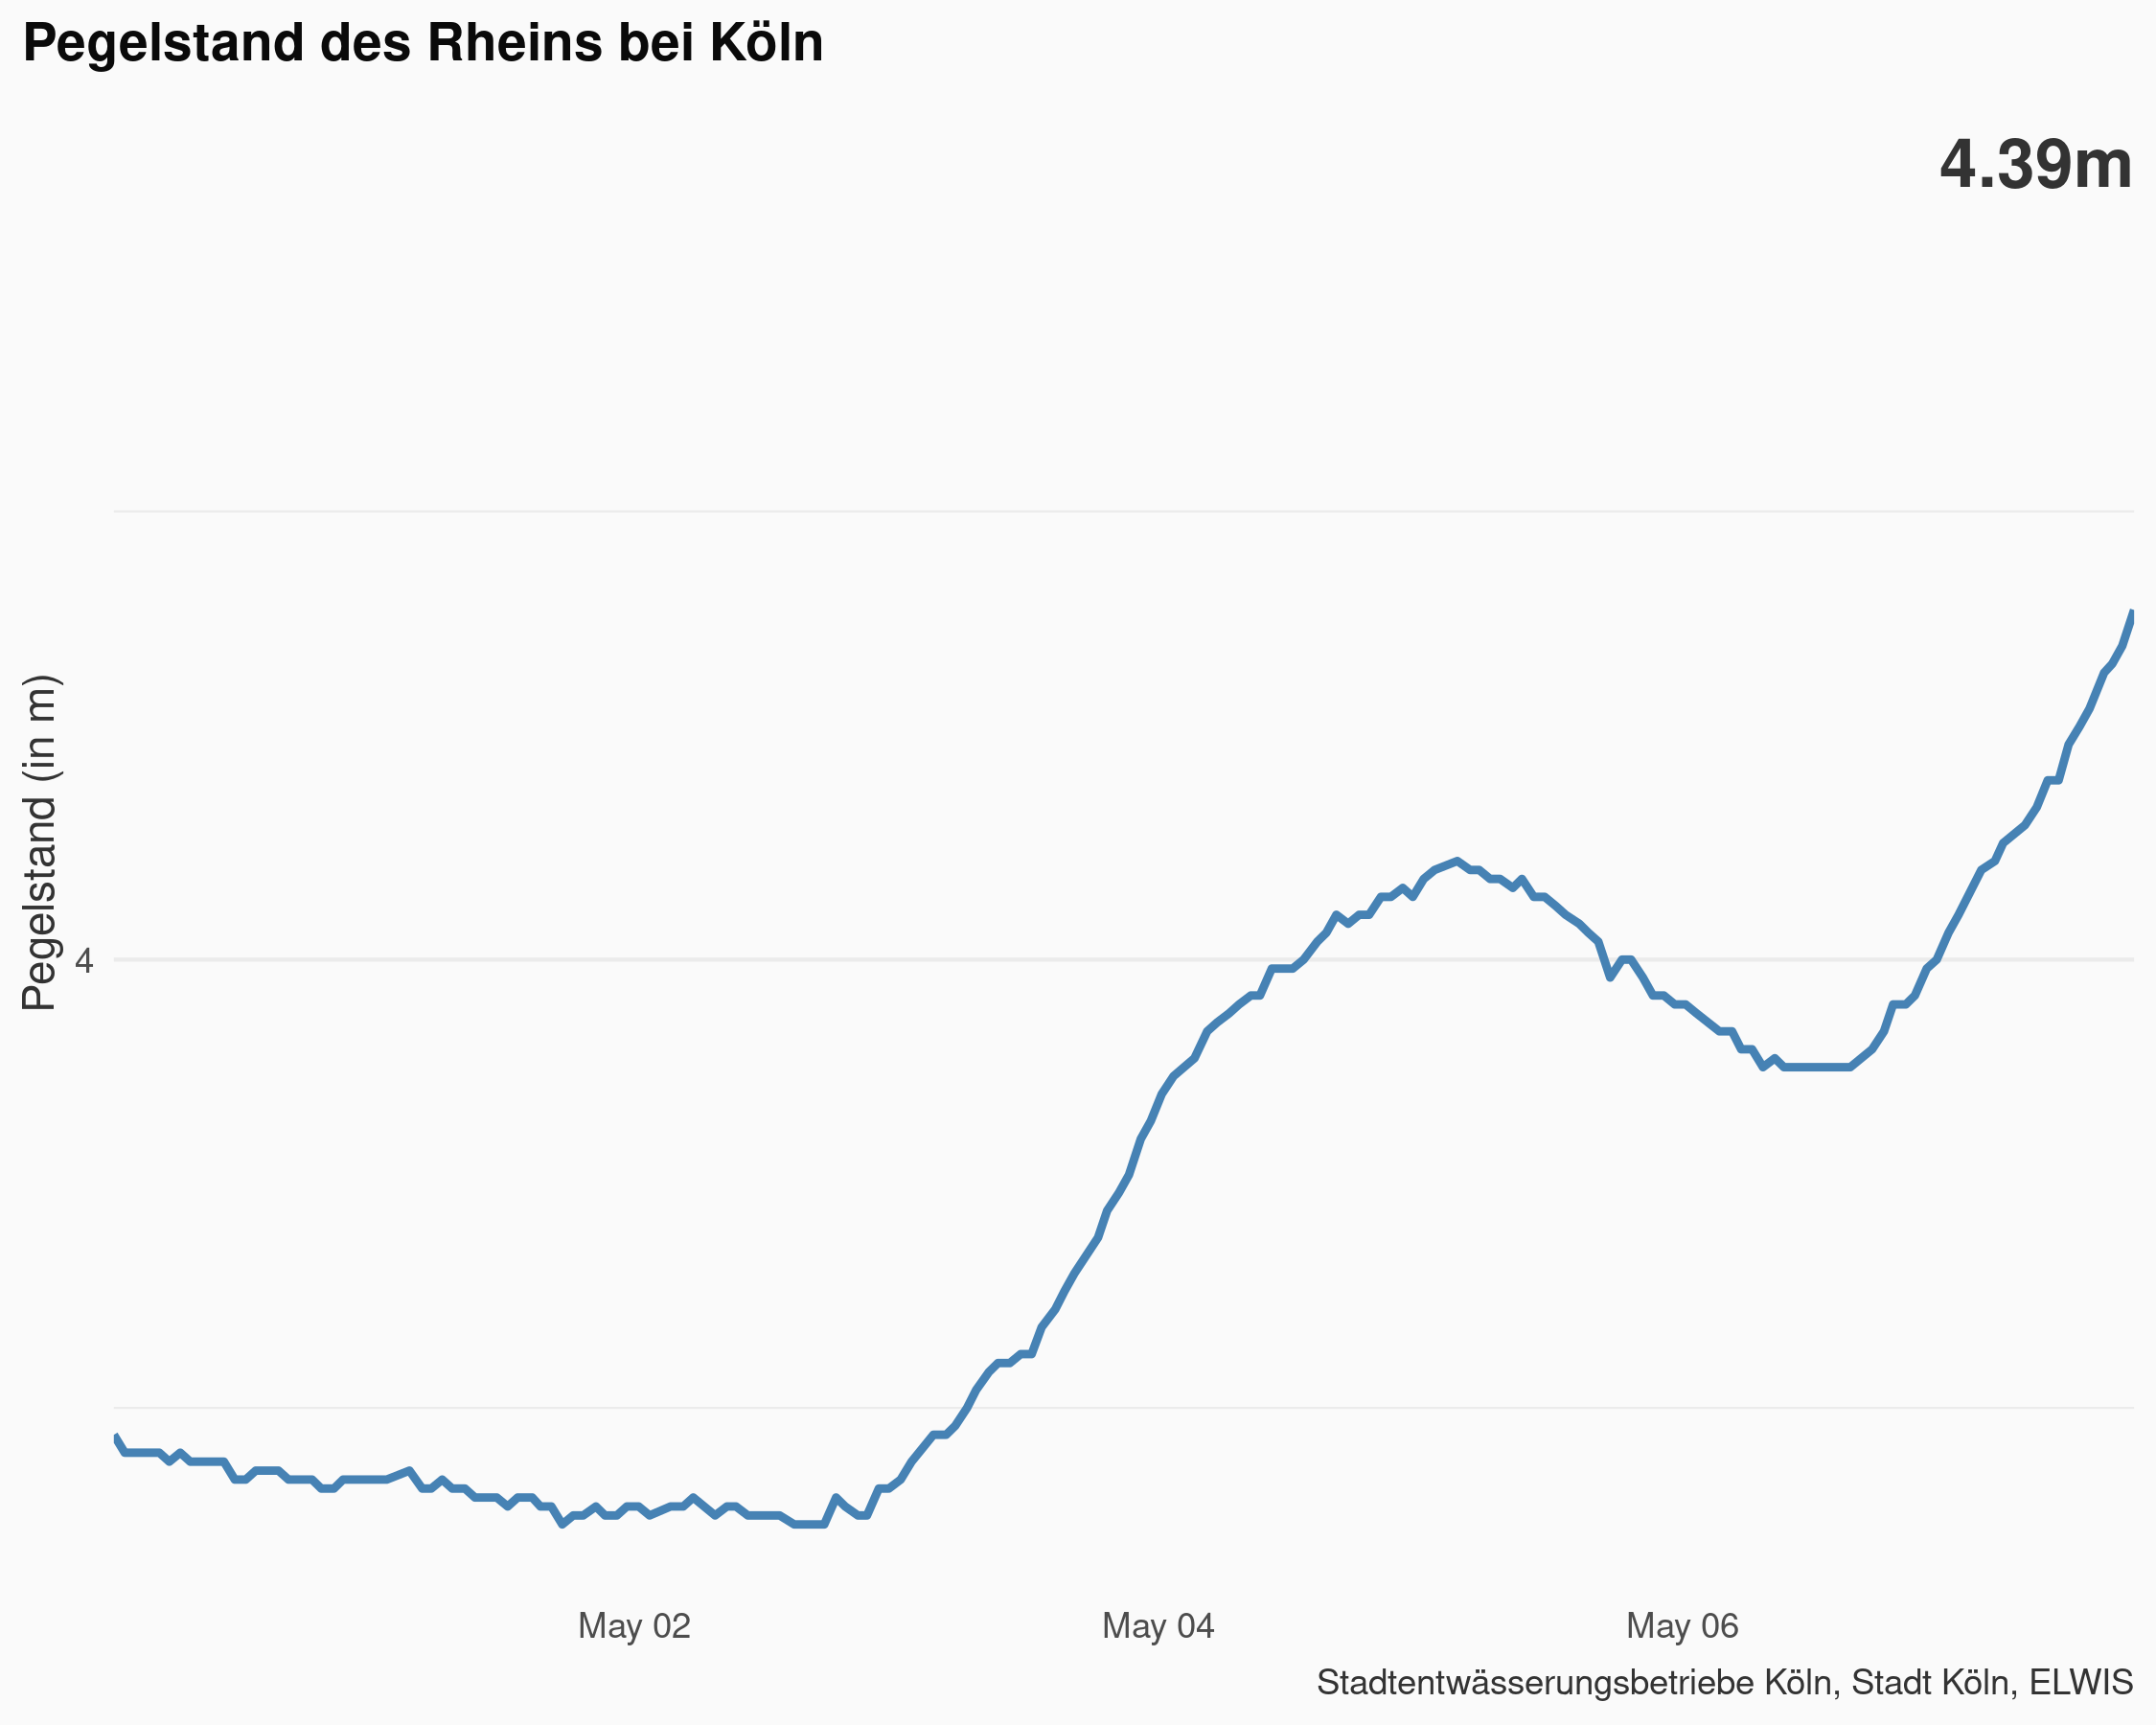 Pegelstand des Rheins bei Köln
4.39m
Pegelstand (in m)
4
May 02
May 04
May 06
Stadtentwässerungsbetriebe Köln, Stadt Köln, ELWIS